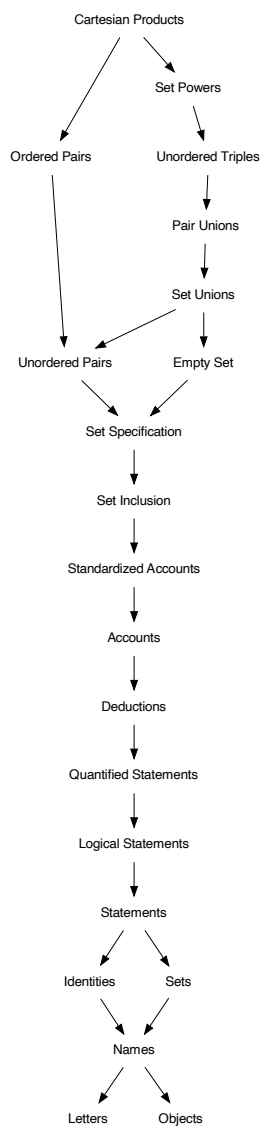 Cartesian Products
Set Powers
Ordered Pairs
Unordered Triples
Pair Unions
Set Unions
Unordered Pairs
Empty Set
Set Specification
Set Inclusion
Standardized Accounts
Accounts
Deductions
Quantified Statements
Logical Statements
Statements
Identities
Sets
Names
Letters
Objects